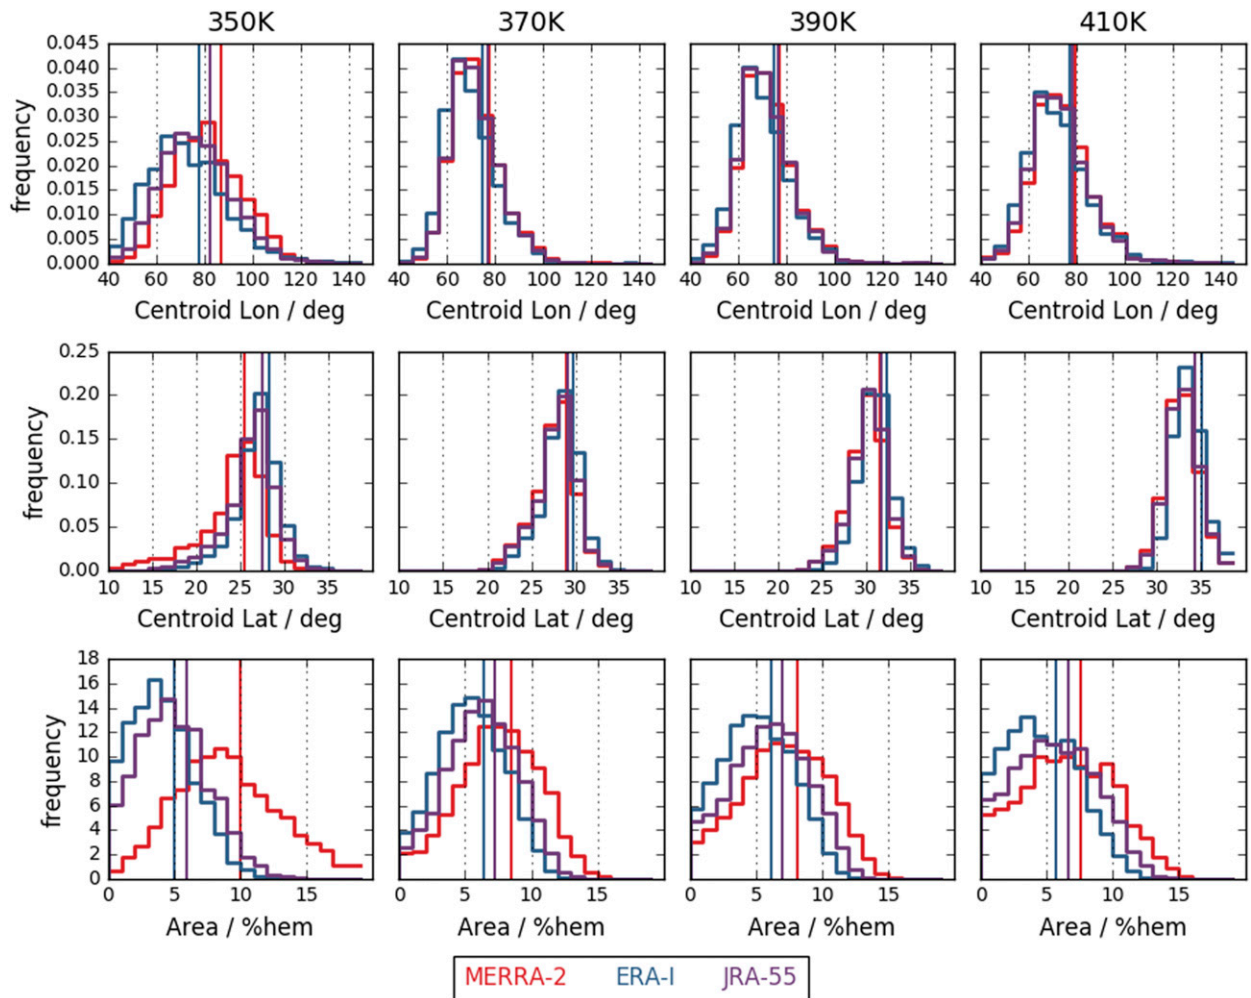 350K 370K 390K 410K
frequency
0.045
0.040
0.035
0.030
0.025
0.020
0.015
0.010
0.005
0.000
40 60 80 100 120 140 40 60 80 100 120 140 40 60 80 100 120 140 40 60 80 100 120 140
Centroid Lon / deg Centroid Lon / deg Centroid Lon / deg Centroid Lon / deg
frequency
0.25
0.20
0.15
0.10
0.05
0.00
10 15 20 25 30 35 10 15 20 25 30 35 10 15 20 25 30 35 10 15 20 25 30 35
Centroid Lat / deg Centroid Lat / deg Centroid Lat / deg Centroid Lat / deg
frequency
18
16
14
12
10
8
6
4
2
0
0 5 10 15 0 5 10 15 0 5 10 15 0 5 10 15
Area / %hem Area / %hem Area / %hem Area / %hem
MERRA-2 ERA-I JRA-55